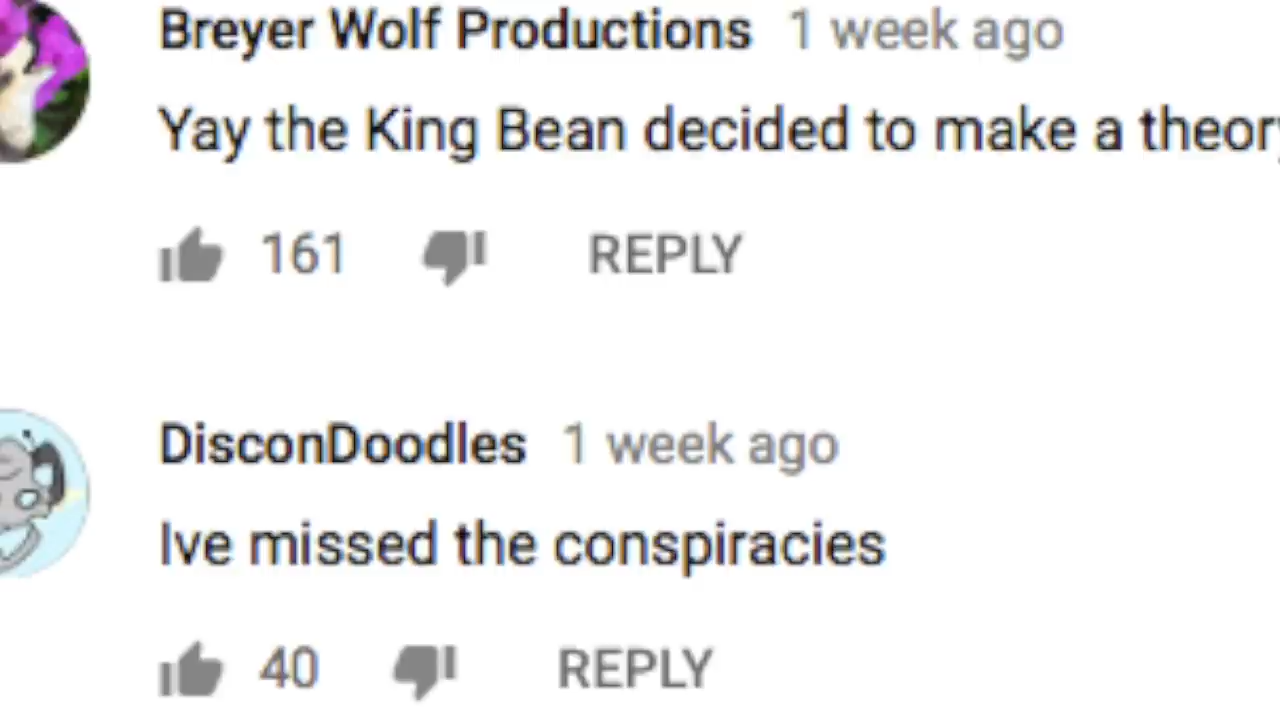 Breyer Wolf Productions 1 week ago
Yay the King Bean decided to make a theory
161 REPLY
DisconDoodles 1 week ago
Ive missed the conspiracies
40 REPLY